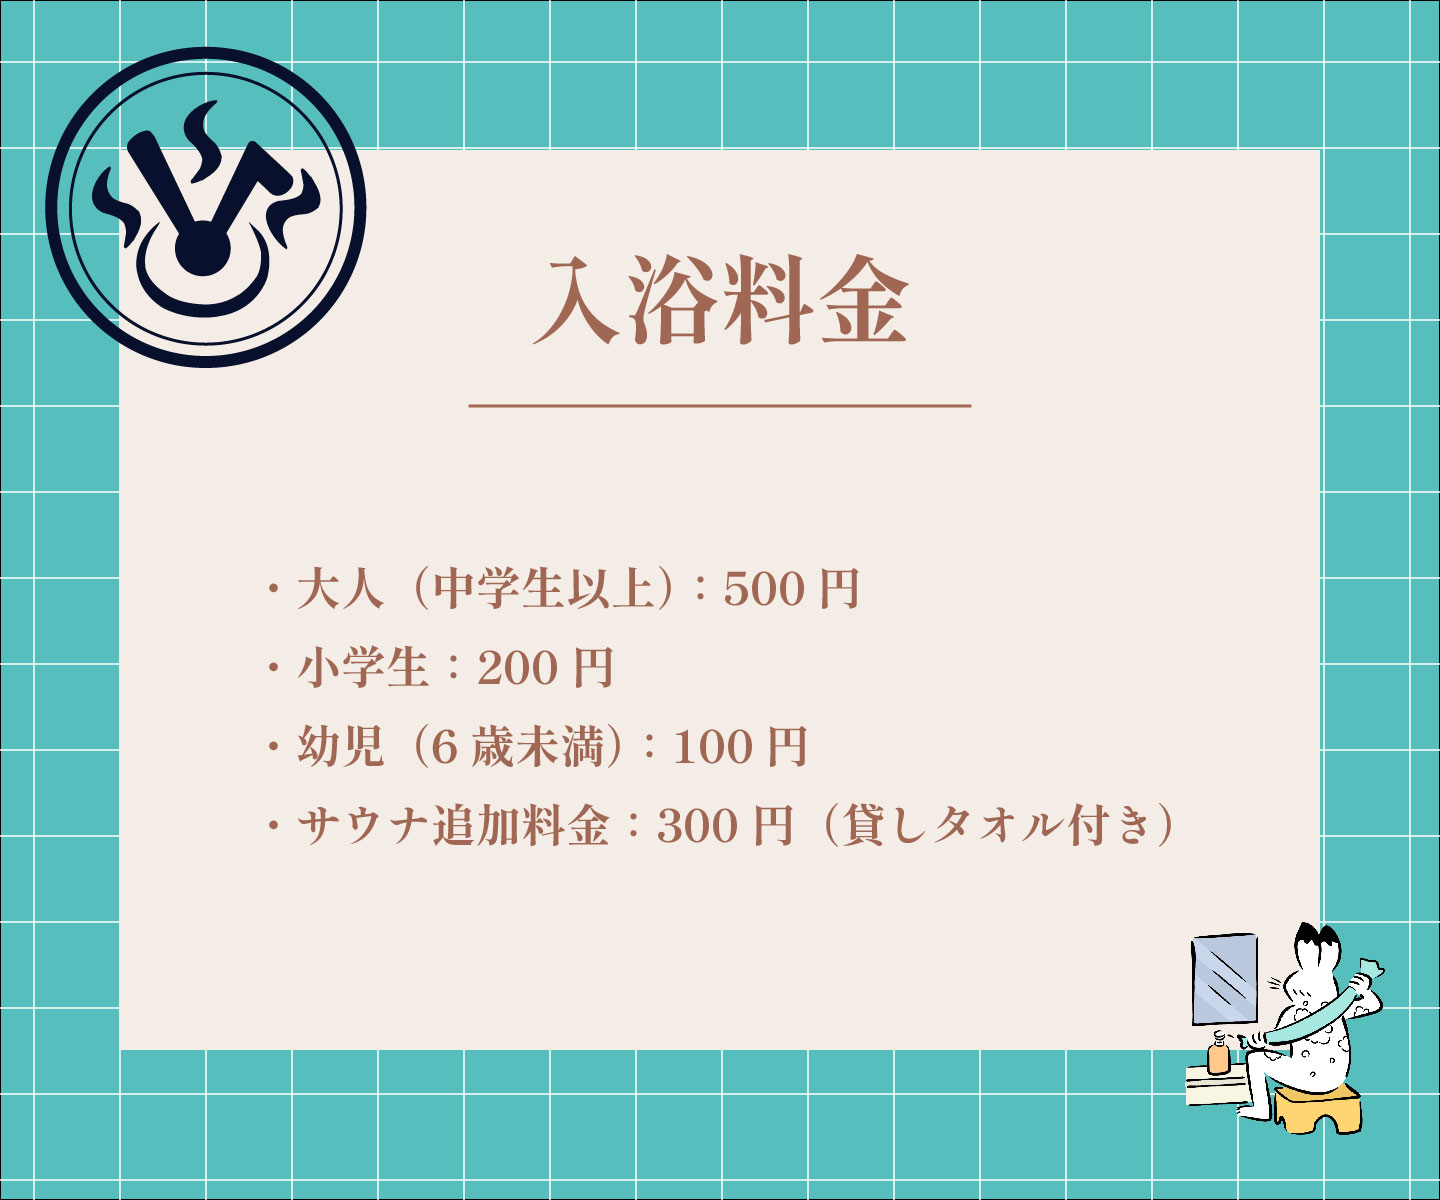 入浴料金
・大人（中学生以上）：500 円
・小学生：200 円
・幼児（6 歳未満）：100 円
・サウナ追加料金：300 円（貸しタオル付き）